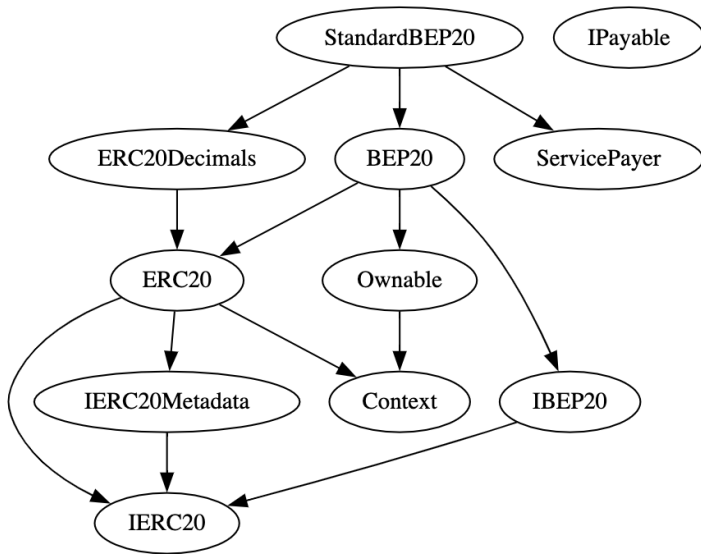 StandardBEP20
IPayable
ERC20Decimals
BEP20
ServicePayer
ERC20
Ownable
IERC20Metadata
Context
IBEP20
IERC20